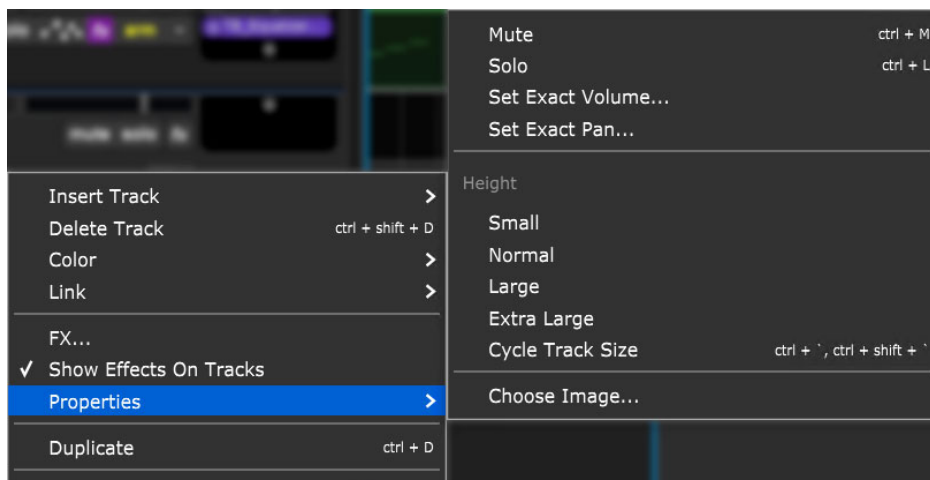 Mute ctrl + M
Solo ctrl + L
Set Exact Volume...
Set Exact Pan...
Height
Small
Normal
Large
Extra Large
Cycle Track Size ctrl + `, ctrl + shift + `
Choose Image...
mute solo fx
Insert Track
Delete Track ctrl + shift + D
Color
Link
FX...
Show Effects On Tracks
Properties
Duplicate ctrl + D